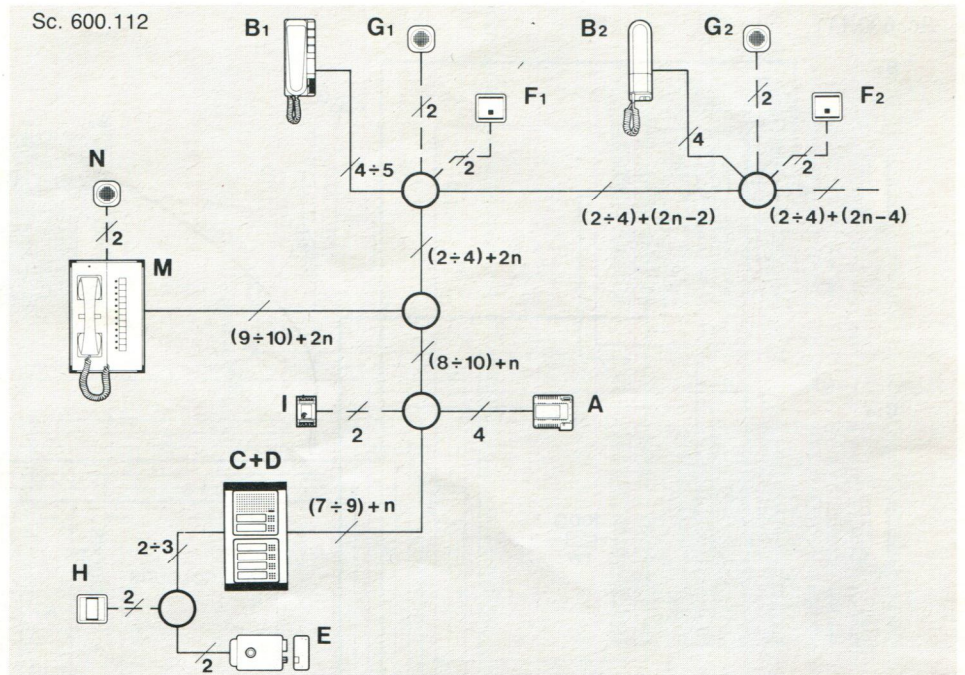 Sc. 600.112
B1
G1
B2
G2
2
F1
2
F2
4÷5
2
4
2
N
2
(2÷4)+(2n-2)
(2÷4)+(2n-4)
(2÷4)+2n
M
(9÷10)+2n
(8÷10)+n
I
2
4
A
C+D
(7÷9)+n
2÷3
H
2
E
2